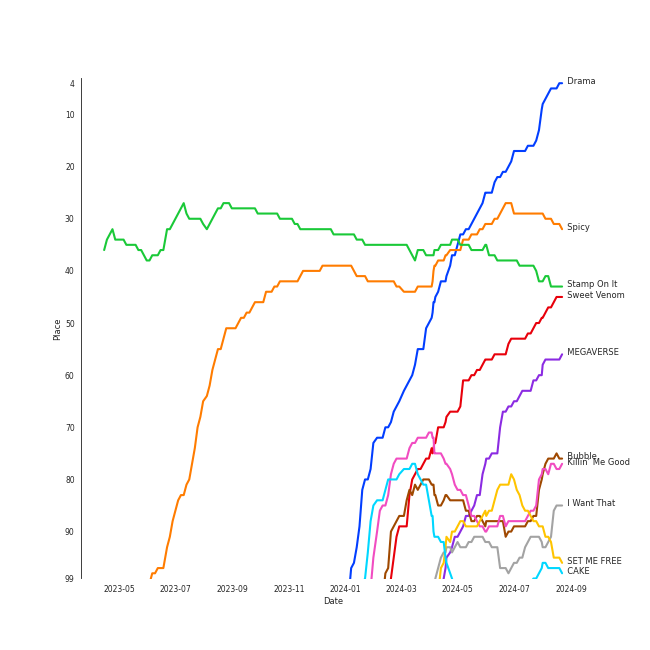 4
10
20
30
40
50
60
70
80
90
99
Place
Drama
Spicy
Stamp On It
Sweet Venom
MEGAVERSE
Bubble
Killin' Me Good
I Want That
SET ME FREE
CAKE
2023-05 2023-07 2023-09 2023-11 2024-01 2024-03 2024-05 2024-07 2024-09
Date